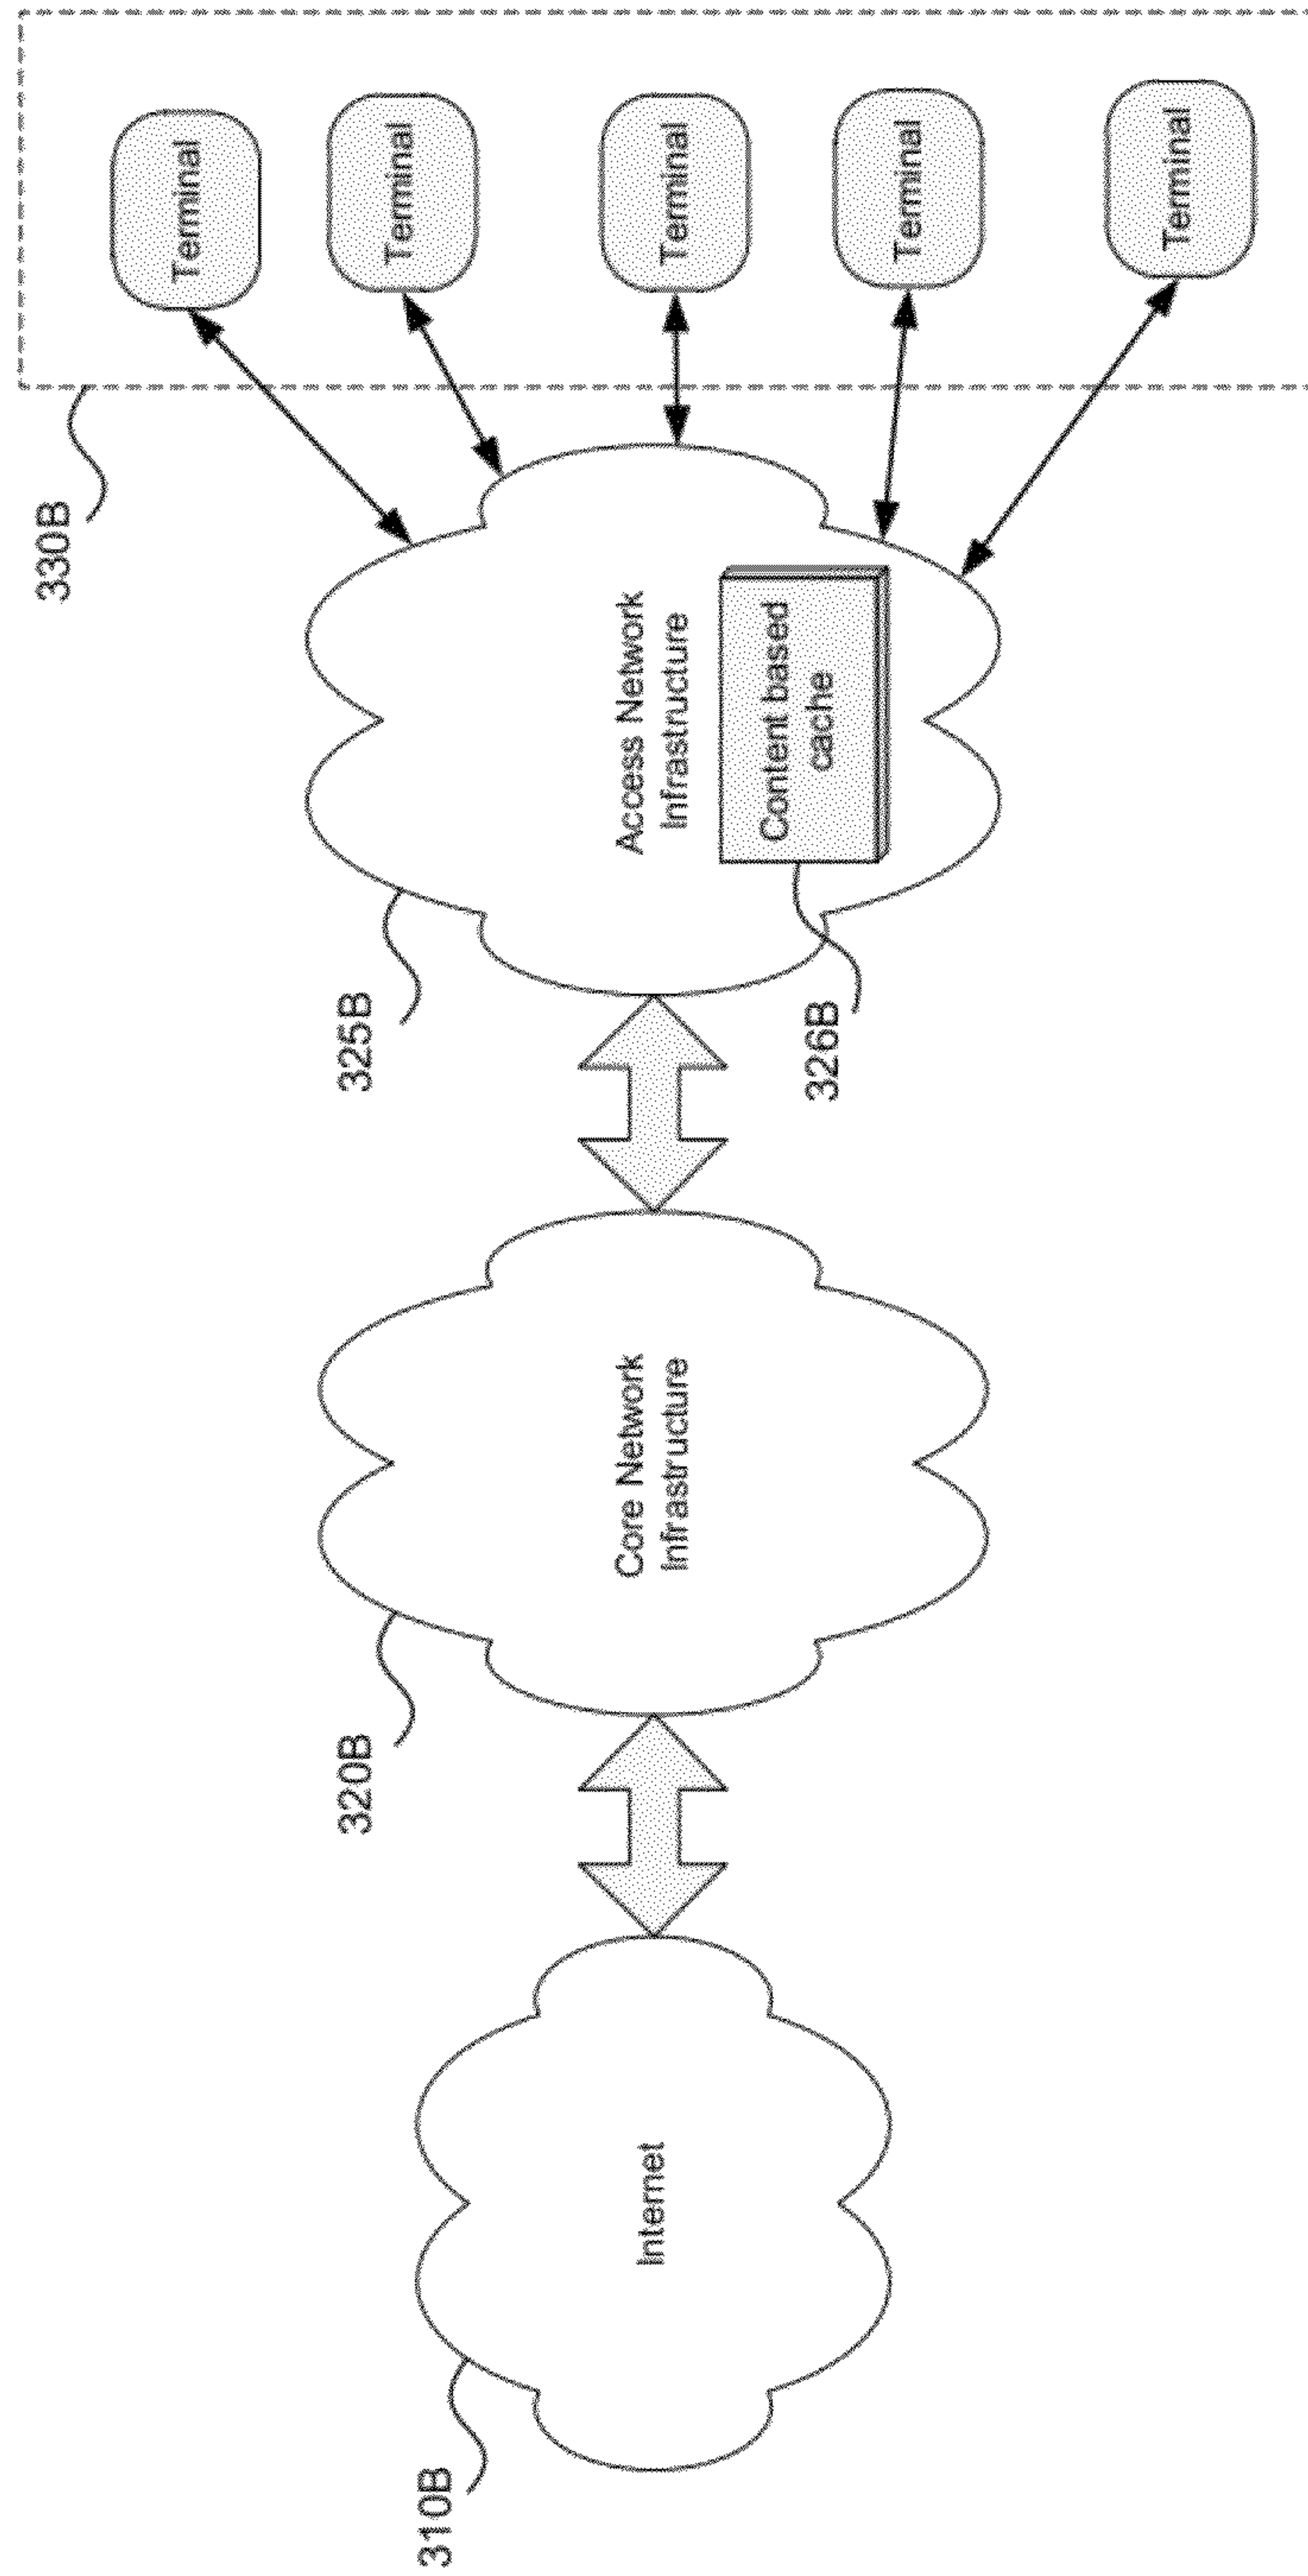 310B
Internet
320B
Core Network
Infrastructure
325B
Access Network
Infrastructure
Content based
cache
326B
330B
Terminal
Terminal
Terminal
Terminal
Terminal